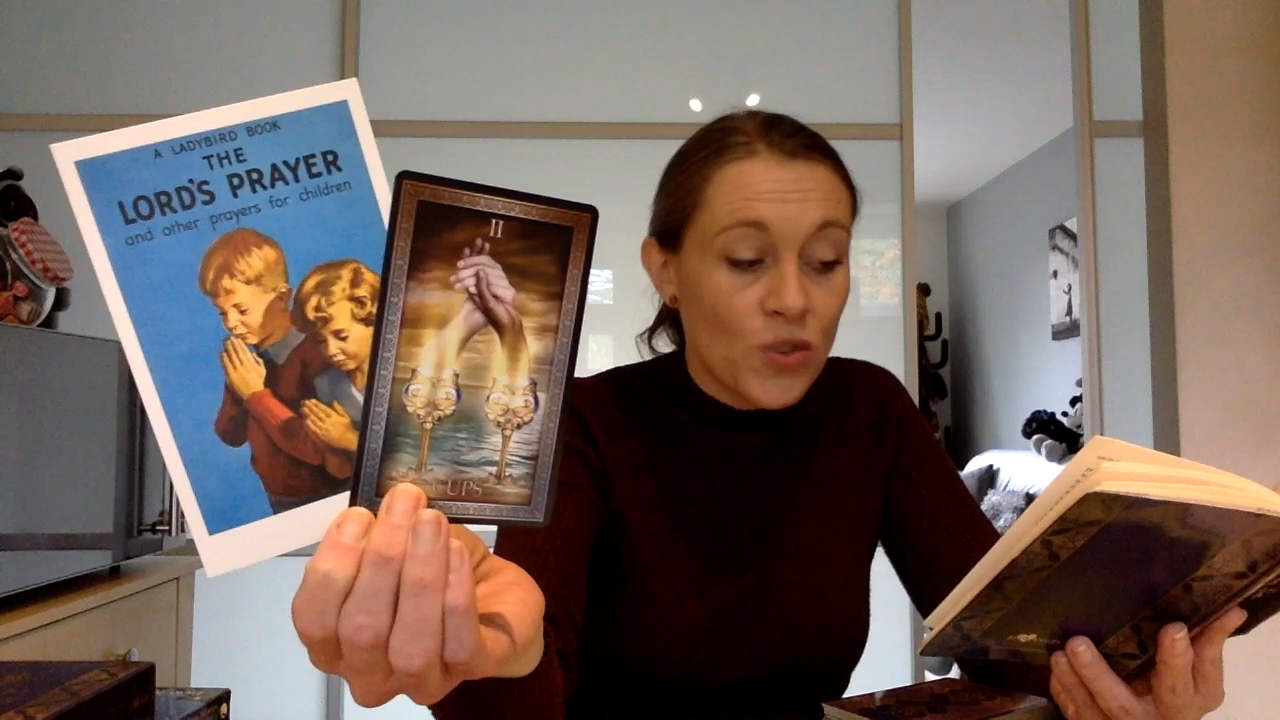 A LADYBIRD BOOK
THE
LORD'S PRAYER
and other prayers for children
II
CUPS